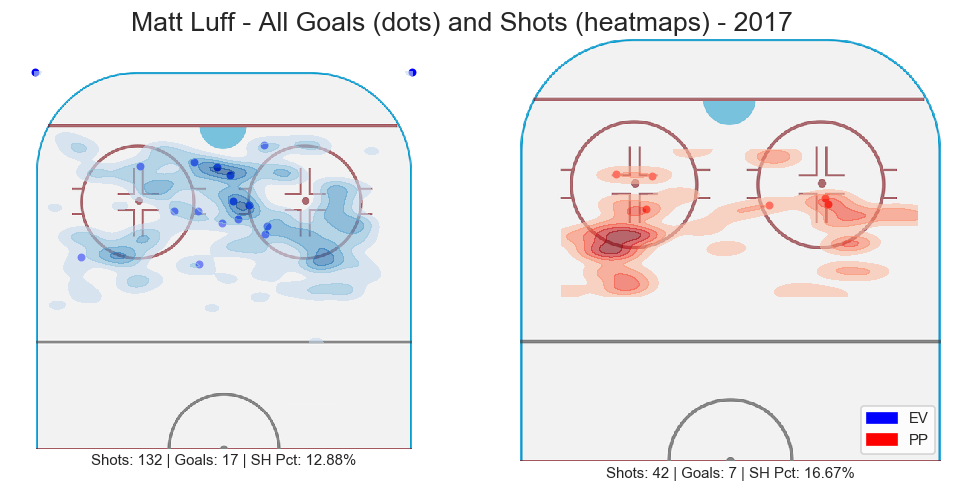 Matt Luff - All Goals (dots) and Shots (heatmaps) - 2017
EV
PP
Shots: 132 | Goals: 17 | SH Pct: 12.88%
Shots: 42 | Goals: 7 | SH Pct: 16.67%